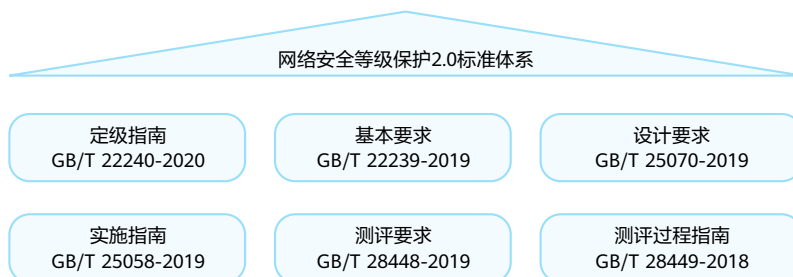 网络安全等级保护2.0标准体系
定级指南
GB/T 22240-2020
基本要求
GB/T 22239-2019
设计要求
GB/T 25070-2019
实施指南
GB/T 25058-2019
测评要求
GB/T 28448-2019
测评过程指南
GB/T 28449-2018